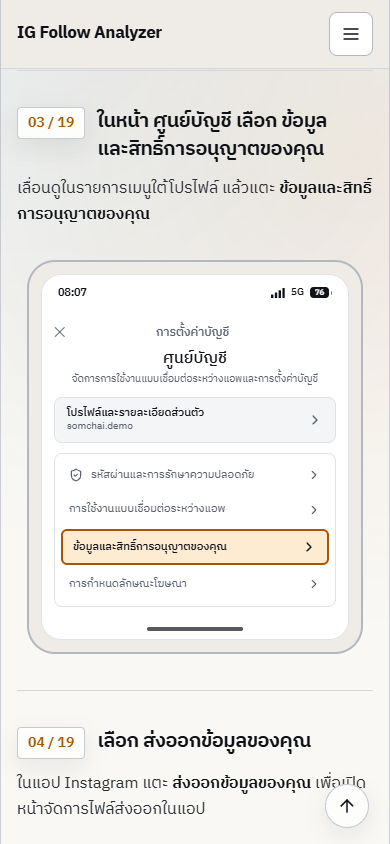 IG Follow Analyzer
03 / 19
ในหน้า ศูนย์บัญชี เลือก ข้อมูล
และสิทธิ์การอนุญาตของคุณ
เลื่อนดูในรายการเมนูใต้โปรไฟล์ แล้วแตะ ข้อมูลและสิทธิ์
การอนุญาตของคุณ
08:07
5G 76
การตั้งค่าบัญชี
ศูนย์บัญชี
จัดการการใช้งานแบบเชื่อมต่อระหว่างแอพและการตั้งค่าบัญชี
โปรไฟล์และรายละเอียดส่วนตัว
somchai.demo
รหัสผ่านและการรักษาความปลอดภัย
การใช้งานแบบเชื่อมต่อระหว่างแอพ
ข้อมูลและสิทธิ์การอนุญาตของคุณ
การกำหนดลักษณะโฆษณา
04 / 19
เลือก ส่งออกข้อมูลของคุณ
ในแอป Instagram แตะ ส่งออกข้อมูลของคุณ เพื่อเปิด
หน้าจัดการไฟล์ส่งออกในแอป